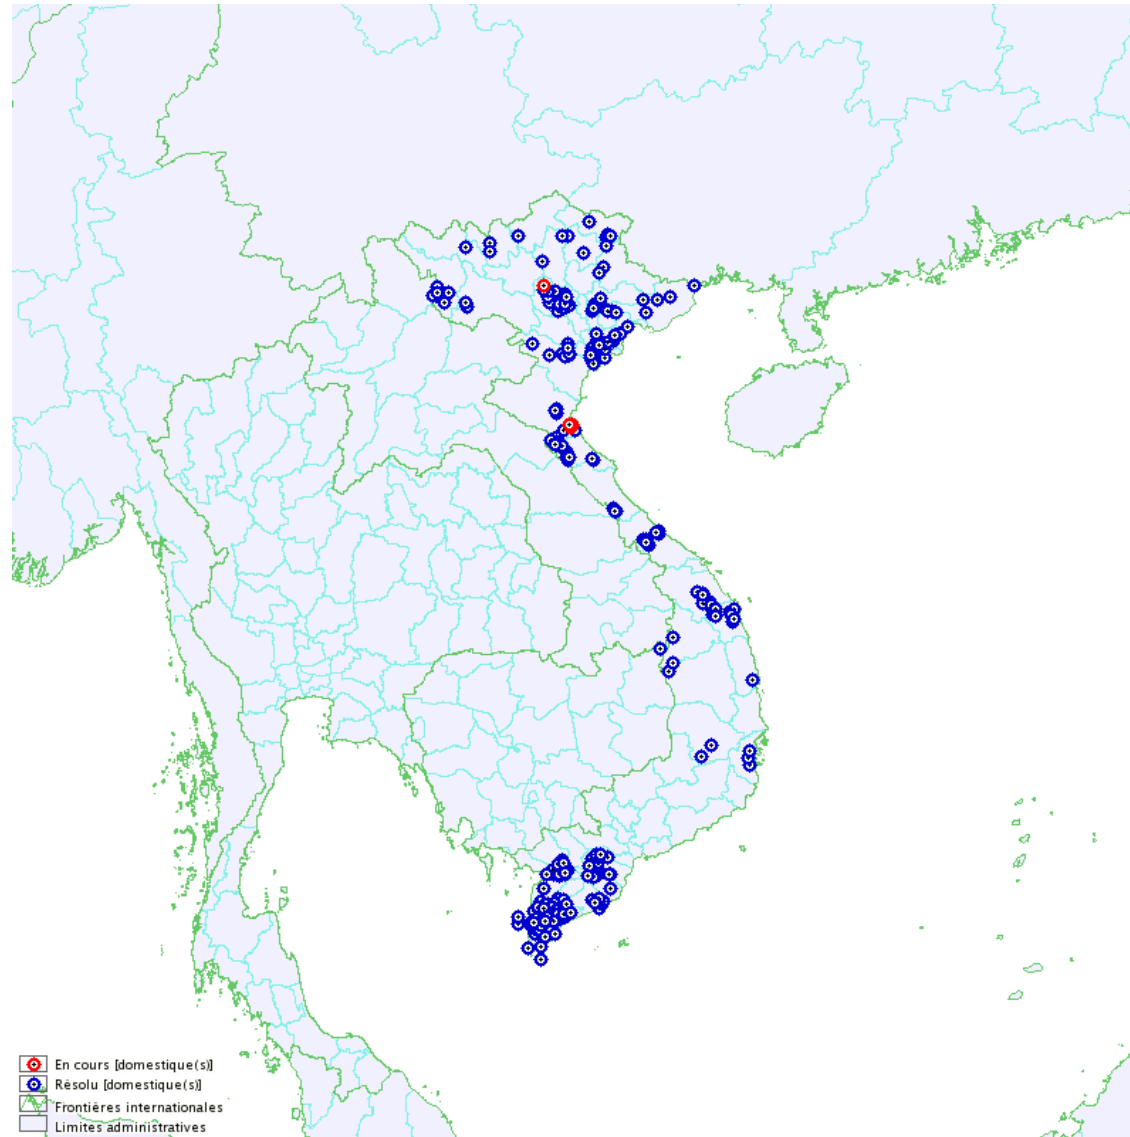 En cours [domestique(s)]
Résolu [domestique(s)]
Frontières internationales
Limites administratives